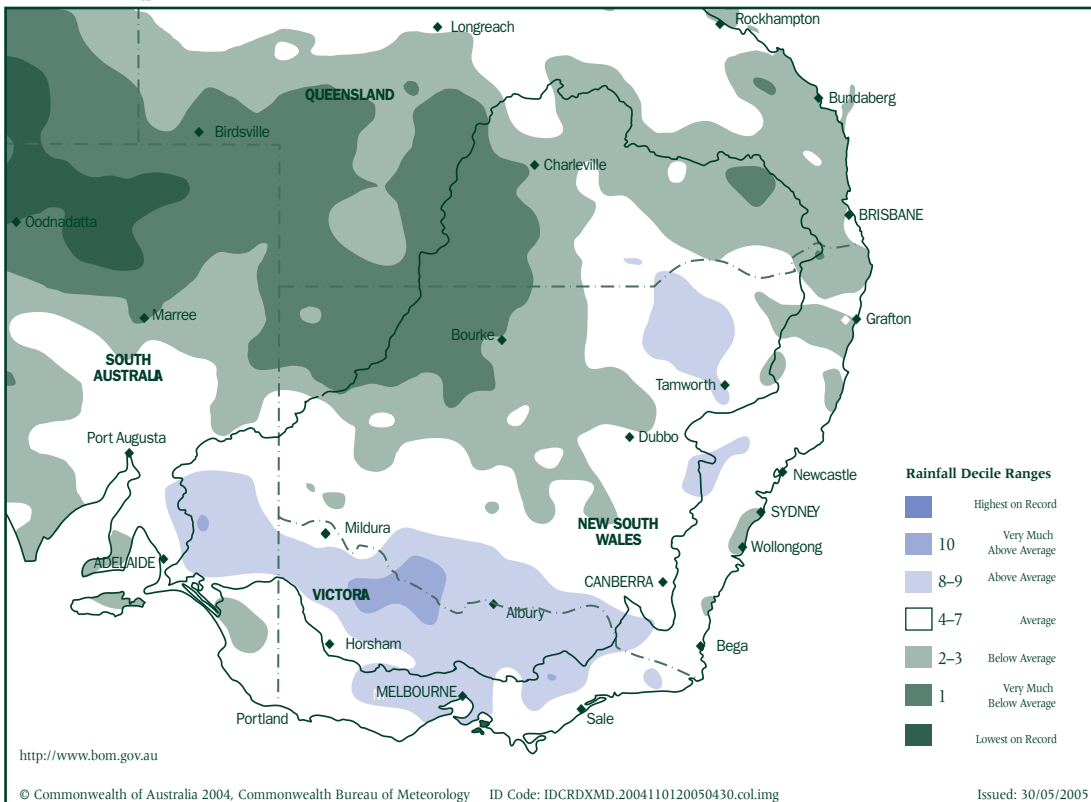 Longreach
Rockhampton
QUEENSLAND
Bundaberg
Birdsville
Charleville
Oodnadatta
BRISBANE
Marree
Grafton
Bourke
SOUTH
AUSTRALIA
Tamworth
Port Augusta
Dubbo
Newcastle
SYDNEY
Mildura
NEW SOUTH
WALES
Wollongong
ADELAIDE
CANBERRA
VICTORA
Albury
Horsham
Bega
MELBOURNE
Portland
Sale
Rainfall Decile Ranges
Highest on Record
10 Very Much
Above Average
8–9 Above Average
4–7 Average
2–3 Below Average
1 Very Much
Below Average
Lowest on Record
http://www.bom.gov.au
© Commonwealth of Australia 2004, Commonwealth Bureau of Meteorology ID Code: IDCRDXMD.2004110120050430.col.img Issued: 30/05/2005